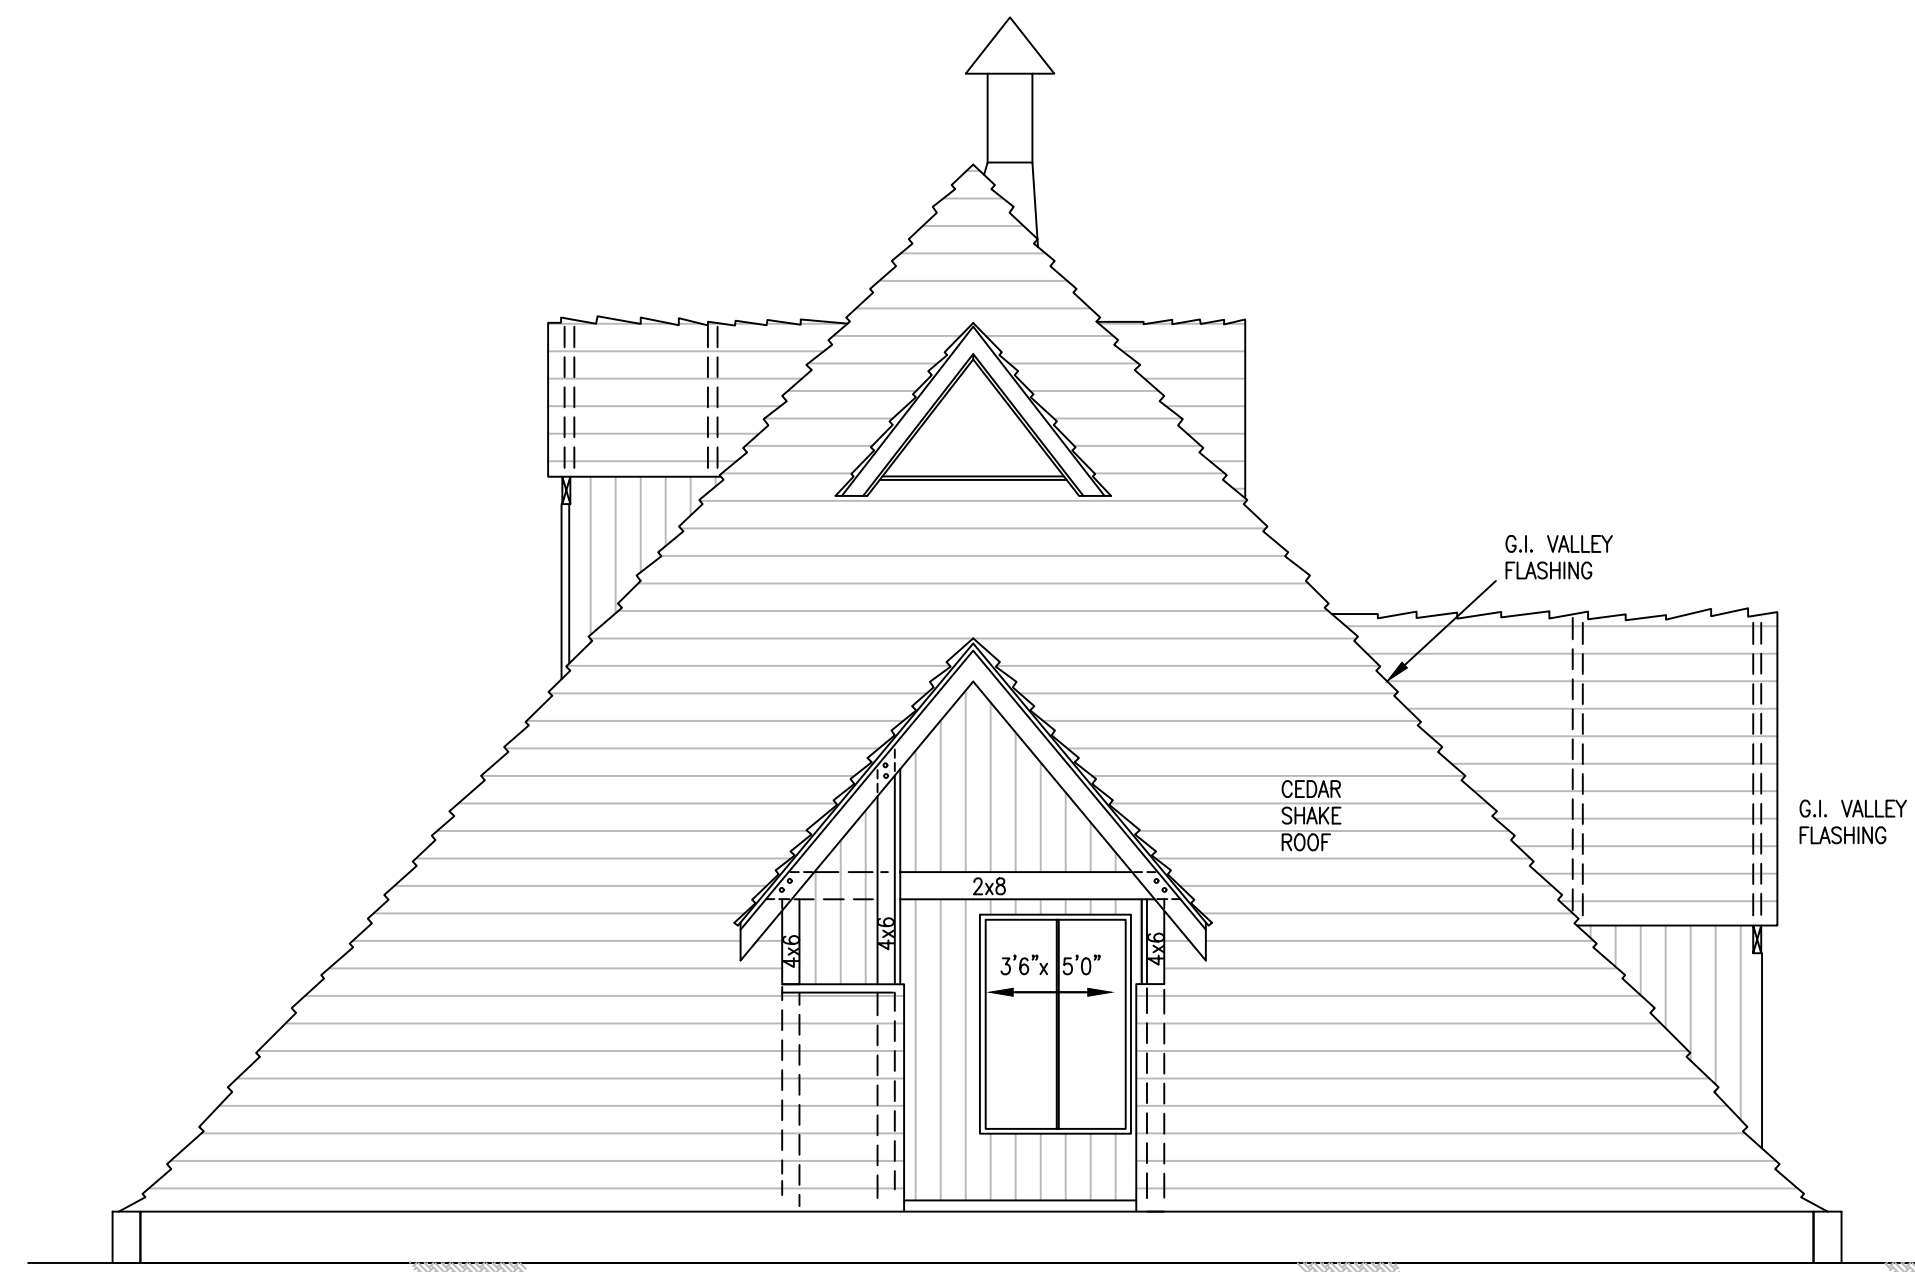 G.I. VALLEY
FLASHING
CEDAR
SHAKE
ROOF
G.I. VALLEY
FLASHING
2x8
4x6
4x6
4x6
3'6"x 5'0"